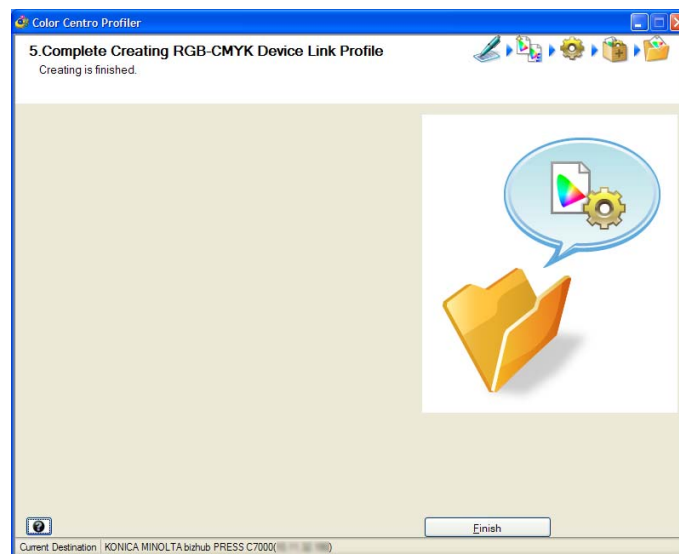 Color Centro Profiler
5.Complete Creating RGB-CMYK Device Link Profile
Creating is finished.
Finish
Current Destination KONICA MINOLTA bizhub PRESS C7000(